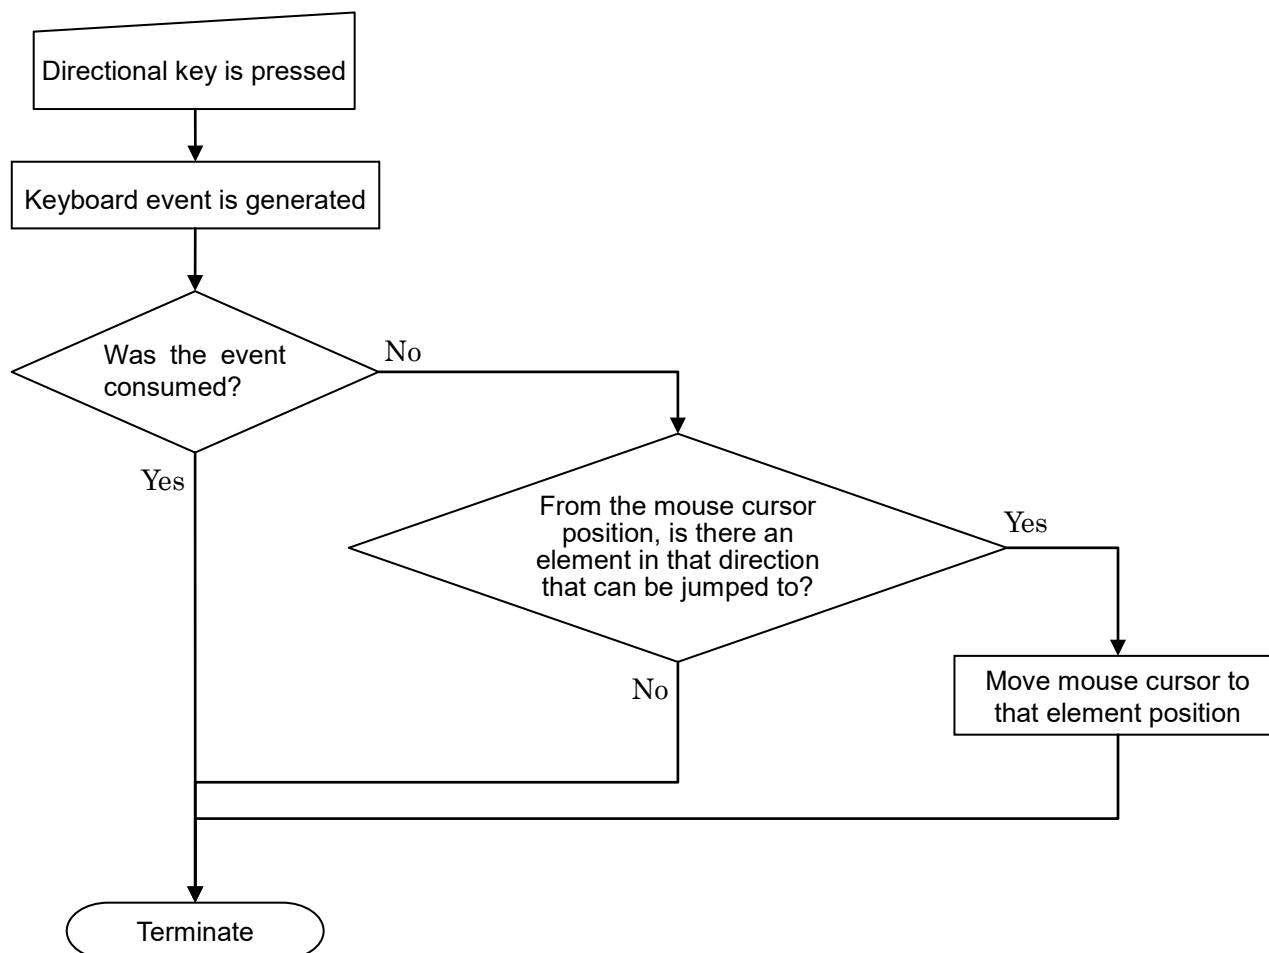 Directional key is pressed
Keyboard event is generated
Was the event
consumed?
No
Yes
From the mouse cursor
position, is there an
element in that direction
that can be jumped to?
Yes
No
Move mouse cursor to
that element position
Terminate